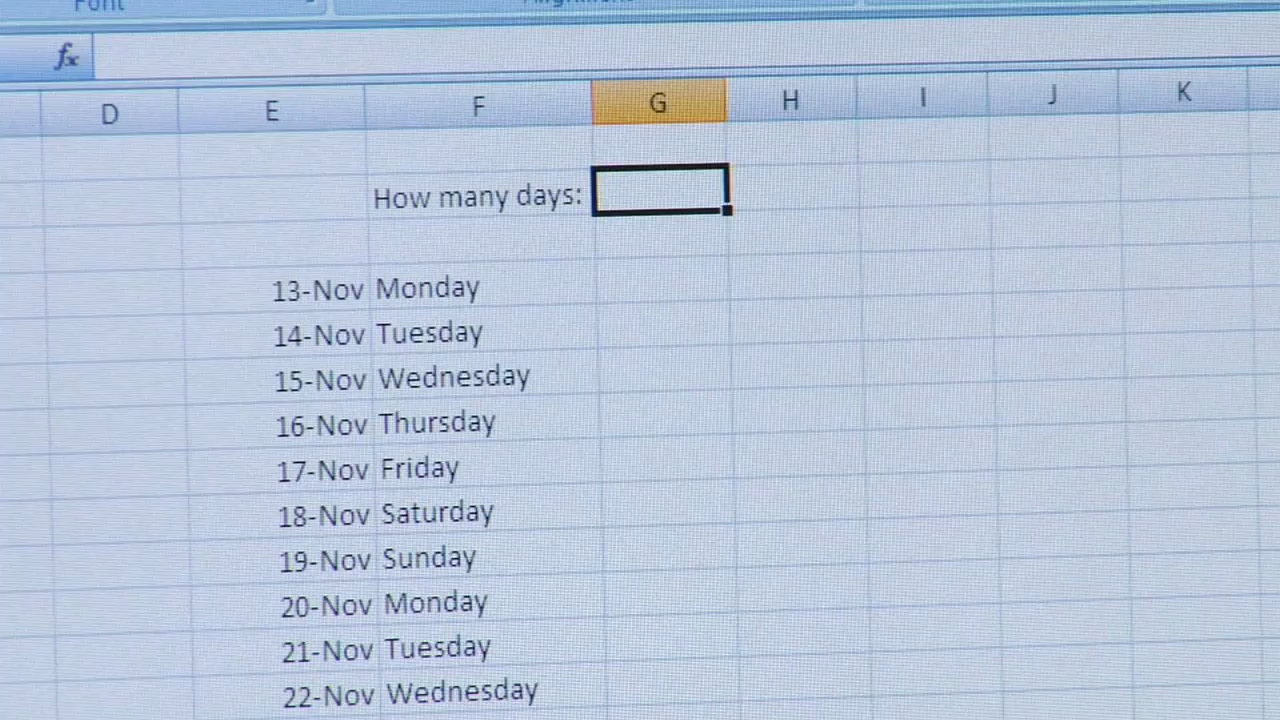 Font
Alignment
fx
D E F G H I J K
How many days:
13-Nov Monday
14-Nov Tuesday
15-Nov Wednesday
16-Nov Thursday
17-Nov Friday
18-Nov Saturday
19-Nov Sunday
20-Nov Monday
21-Nov Tuesday
22-Nov Wednesday